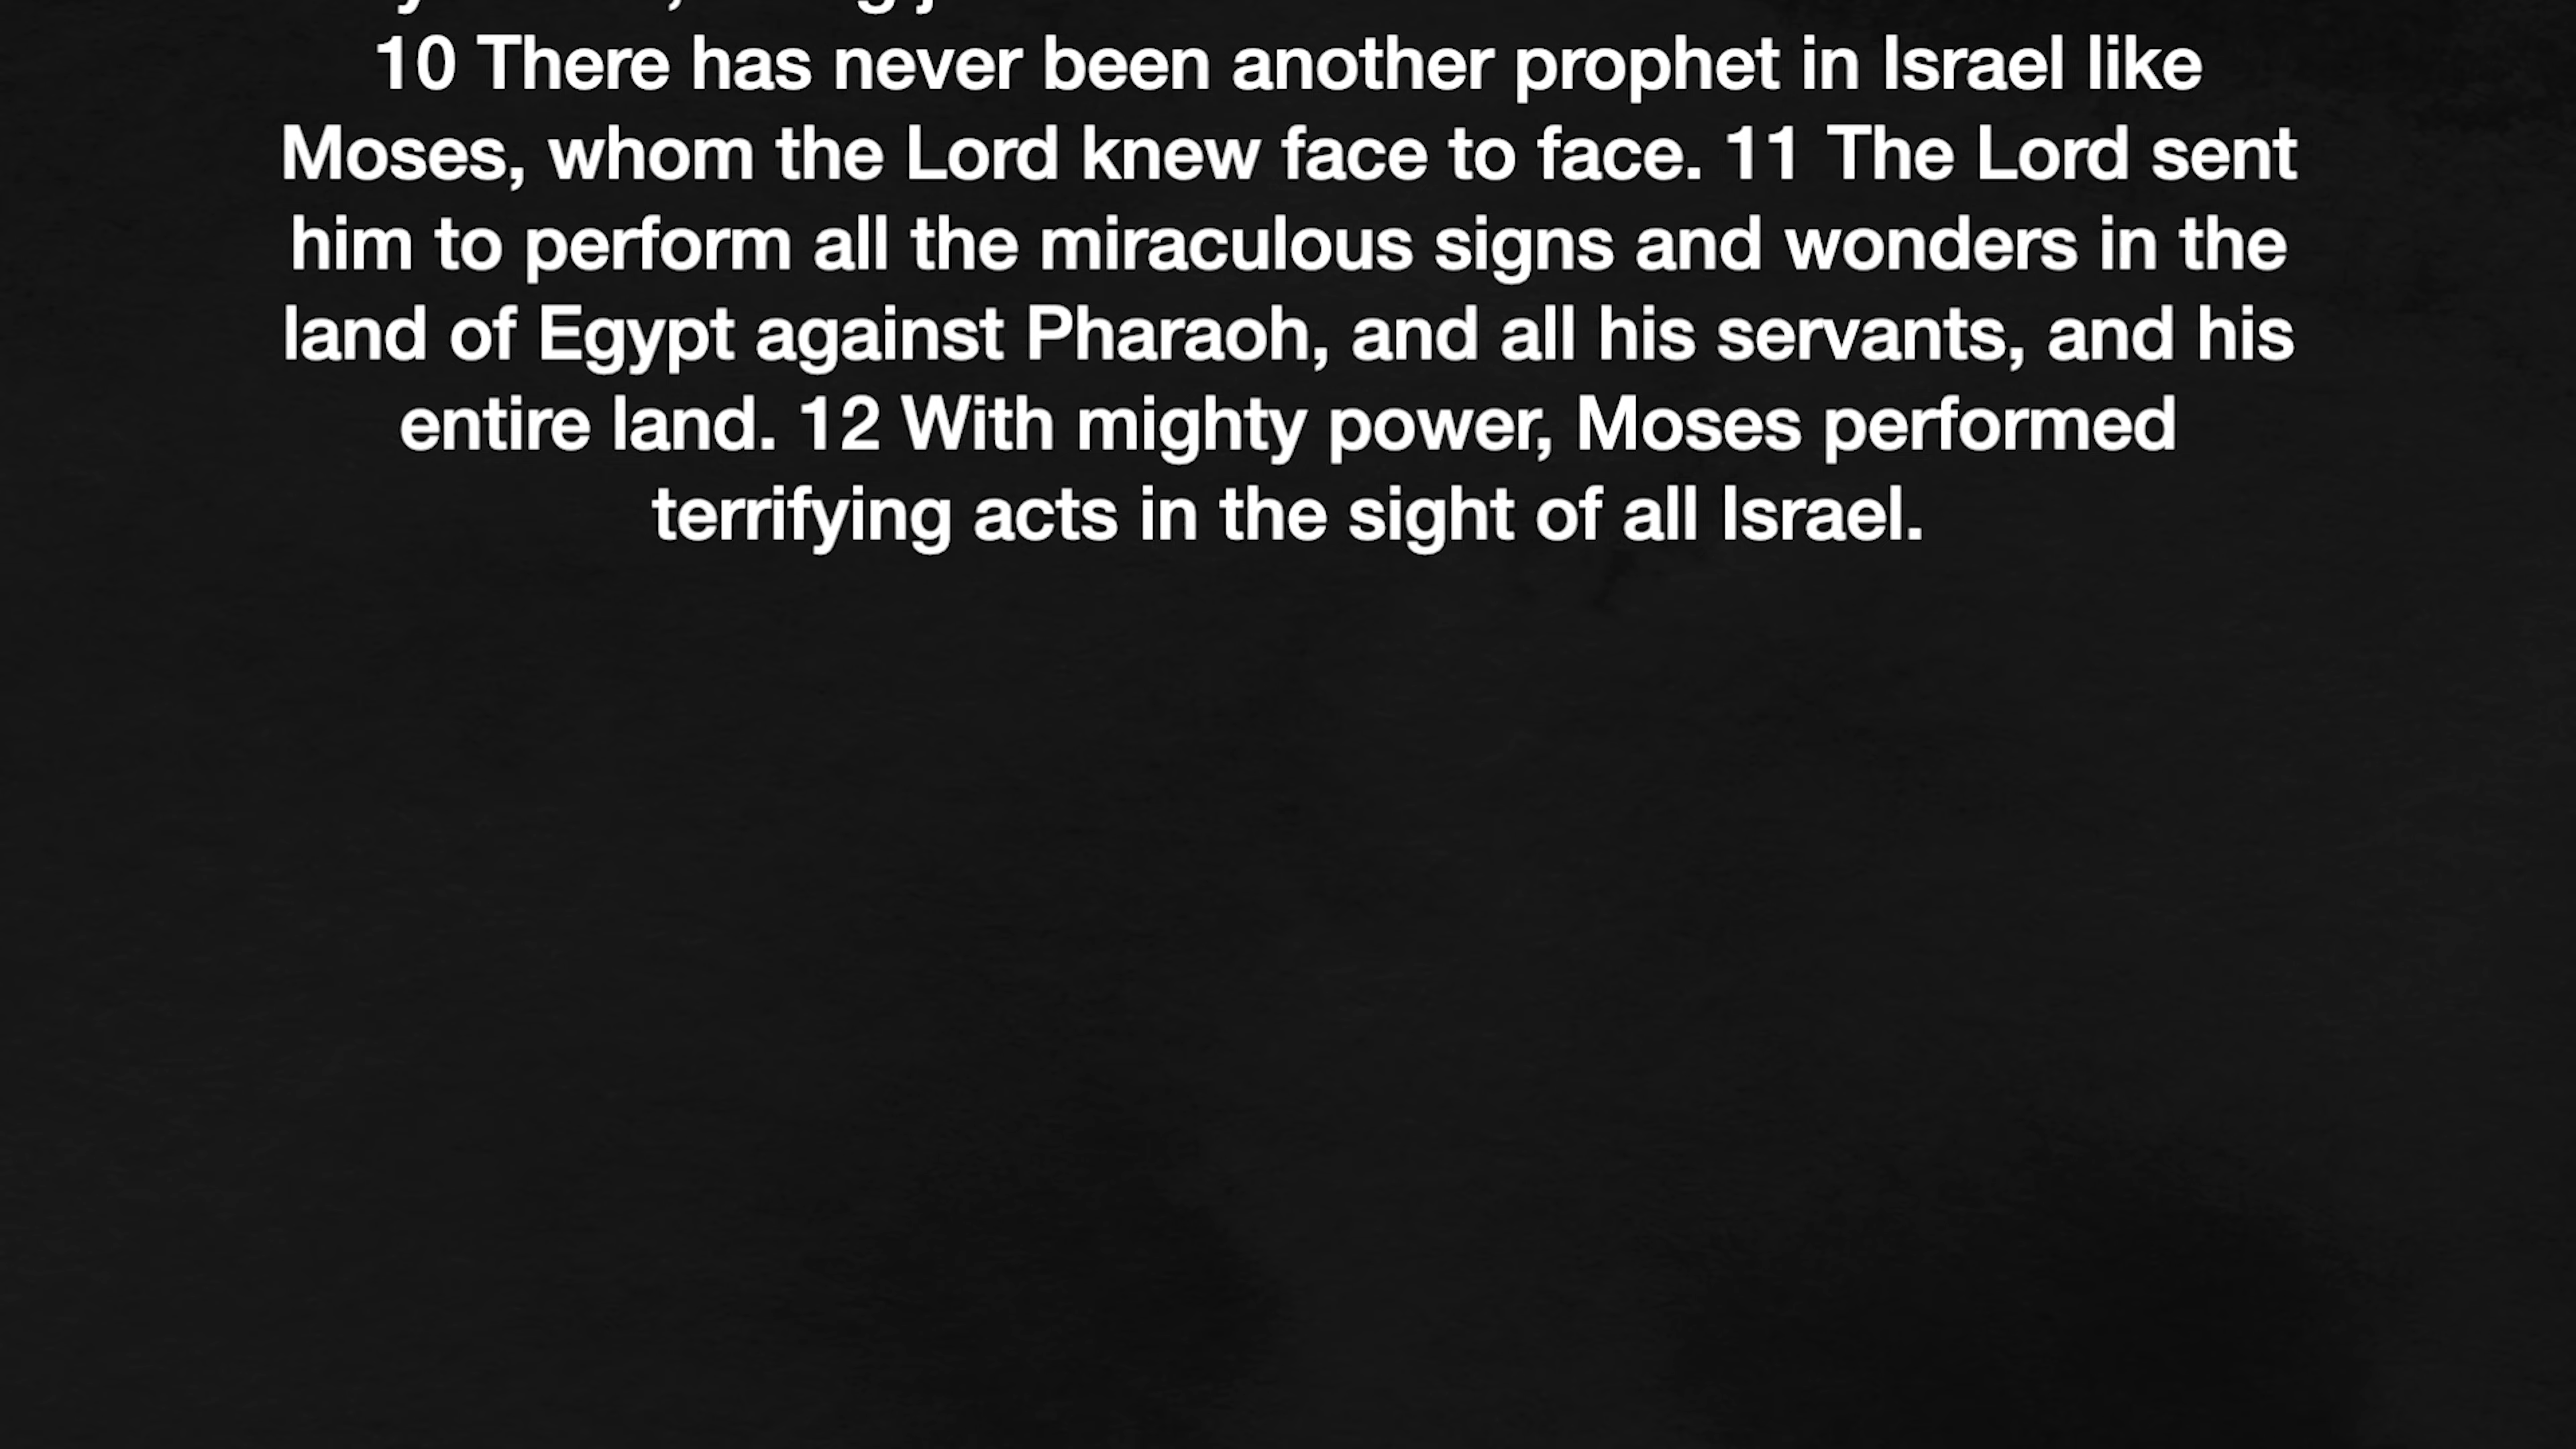 10 There has never been another prophet in Israel like
Moses, whom the Lord knew face to face. 11 The Lord sent
him to perform all the miraculous signs and wonders in the
land of Egypt against Pharaoh, and all his servants, and his
entire land. 12 With mighty power, Moses performed
terrifying acts in the sight of all Israel.